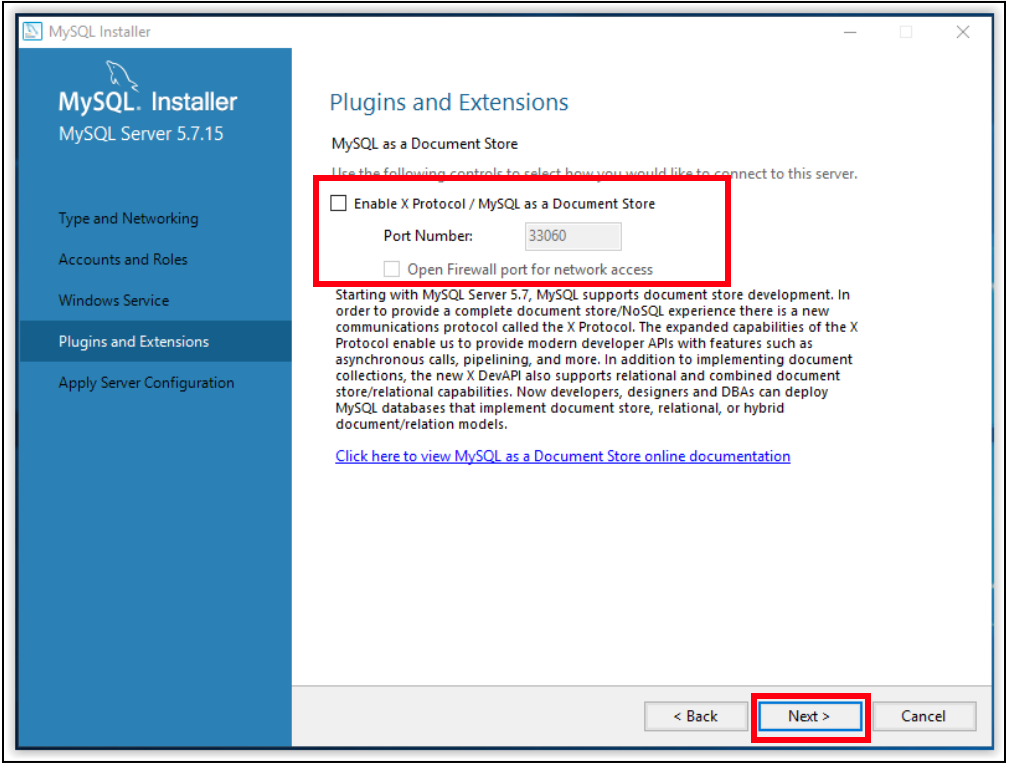 MySQL Installer
MySQL. Installer
MySQL Server 5.7.15
Type and Networking
Accounts and Roles
Windows Service
Plugins and Extensions
Apply Server Configuration
Plugins and Extensions
MySQL as a Document Store
Use the following controls to select how you would like to connect to this server.
Enable X Protocol / MySQL as a Document Store
Port Number: 33060
Open Firewall port for network access
Starting with MySQL Server 5.7, MySQL supports document store development. In
order to provide a complete document store/NoSQL experience there is a new
communications protocol called the X Protocol. The expanded capabilities of the X
Protocol enable us to provide modern developer APIs with features such as
asynchronous calls, pipelining, and more. In addition to implementing document
collections, the new X DevAPI also supports relational and combined document
store/relational capabilities. Now developers, designers and DBAs can deploy
MySQL databases that implement document store, relational, or hybrid
document/relation models.
Click here to view MySQL as a Document Store online documentation
< Back Next > Cancel